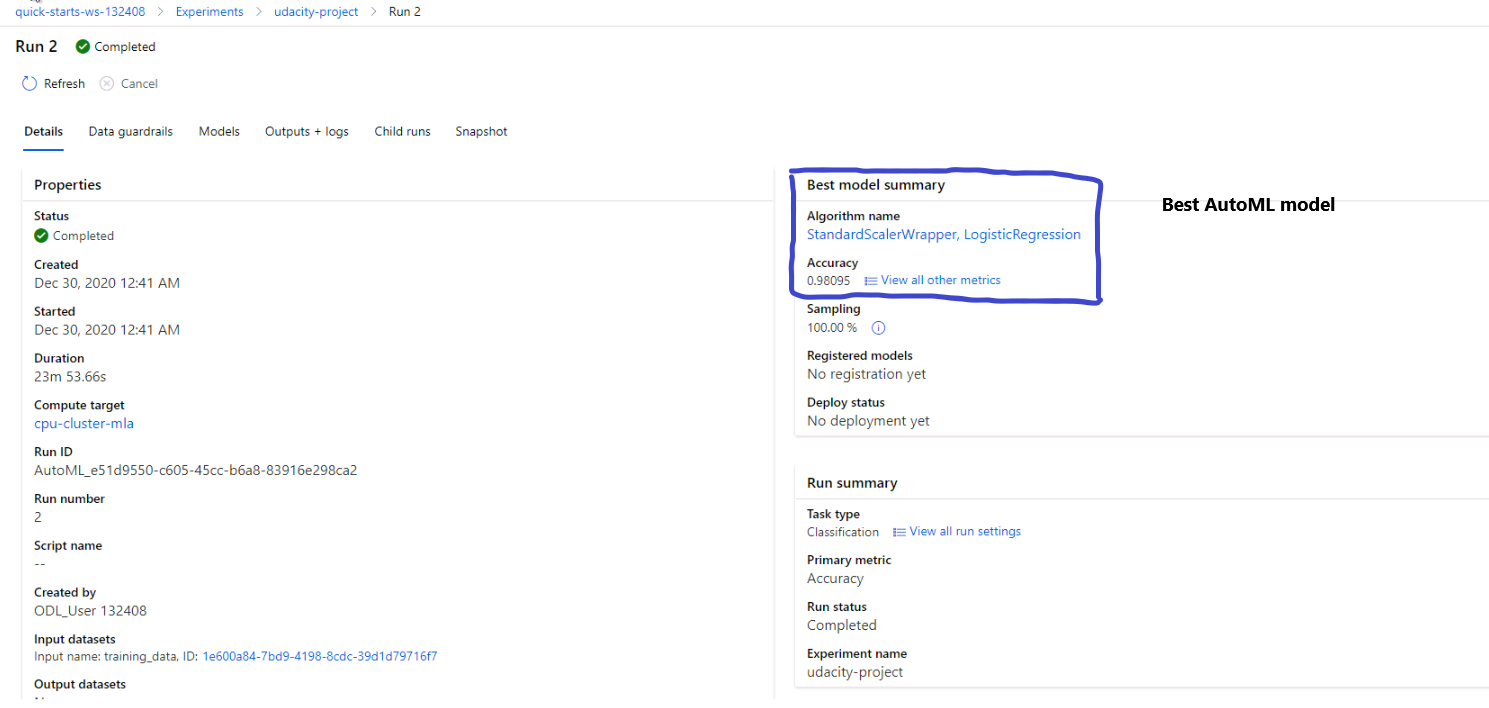 quick-starts-ws-132408 > Experiments > udacity-project > Run 2
Run 2 Completed
Refresh Cancel
Details Data guardrails Models Outputs + logs Child runs Snapshot
Properties
Status
Completed
Created
Dec 30, 2020 12:41 AM
Started
Dec 30, 2020 12:41 AM
Duration
23m 53.66s
Compute target
cpu-cluster-mla
Run ID
AutoML_e51d9550-c605-45cc-b6a8-83916e298ca2
Run number
2
Script name
--
Created by
ODL_User 132408
Input datasets
Input name: training_data, ID: 1e600a84-7bd9-4198-8cdc-39d1d79716f7
Output datasets
Best model summary
Algorithm name
StandardScalerWrapper, LogisticRegression
Accuracy
0.98095 View all other metrics
Sampling
100.00 %
Registered models
No registration yet
Deploy status
No deployment yet
Best AutoML model
Run summary
Task type
Classification View all run settings
Primary metric
Accuracy
Run status
Completed
Experiment name
udacity-project